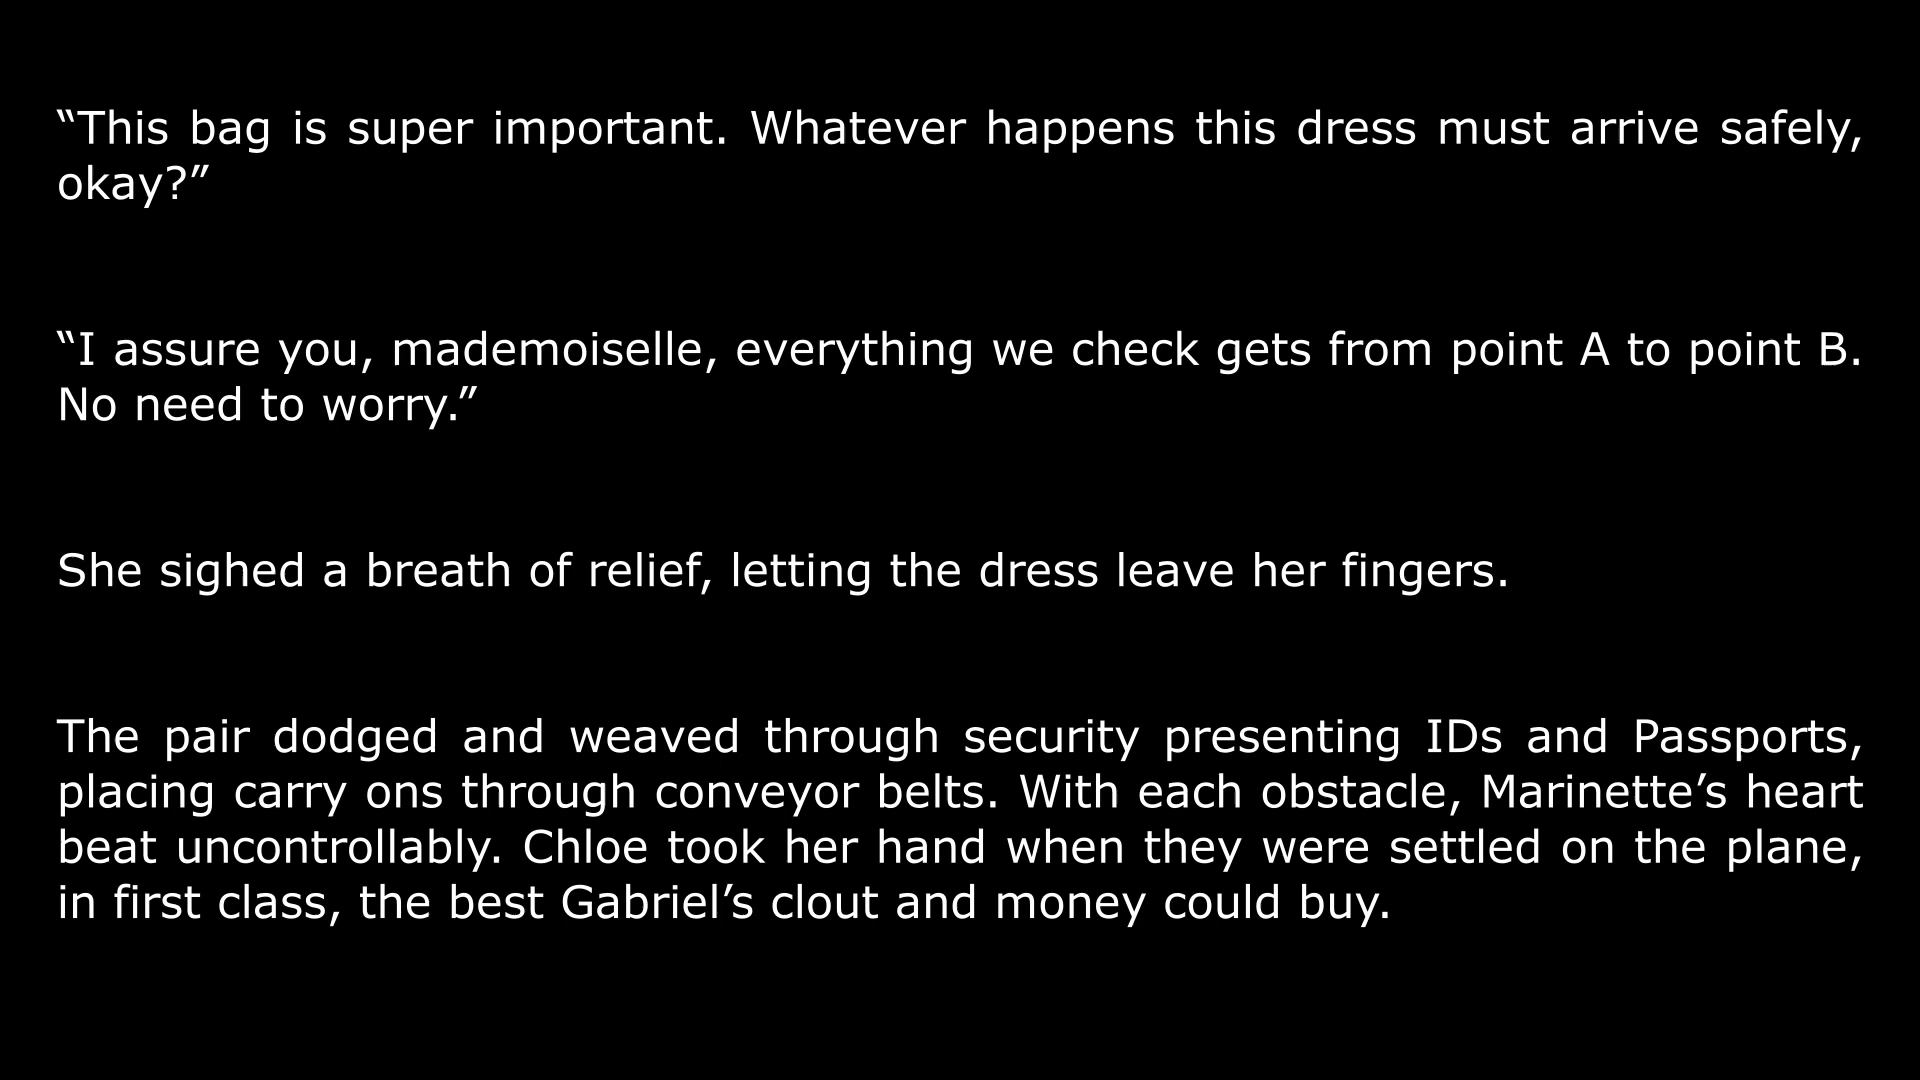 “This bag is super important. Whatever happens this dress must arrive safely,
okay?”
“I assure you, mademoiselle, everything we check gets from point A to point B.
No need to worry.”
She sighed a breath of relief, letting the dress leave her fingers.
The pair dodged and weaved through security presenting IDs and Passports,
placing carry ons through conveyor belts. With each obstacle, Marinette’s heart
beat uncontrollably. Chloe took her hand when they were settled on the plane,
in first class, the best Gabriel’s clout and money could buy.